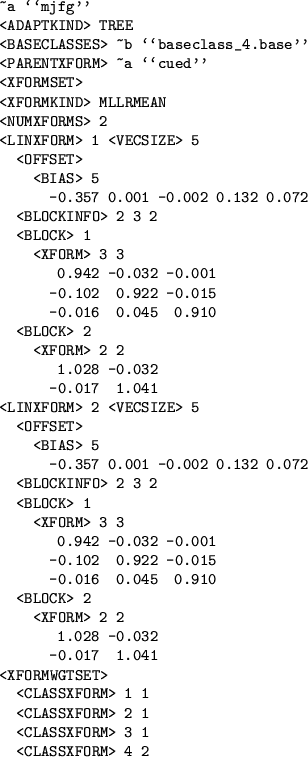 ~a ‘‘mjfg’’
<ADAPTKIND> TREE
<BASECLASSES> ~b ‘‘baseclass_4.base’’
<PARENTXFORM> ~a ‘‘cued’’
<XFORMSET>
<XFORMKIND> MLLRMEAN
<NUMXFORMS> 2
<LINXFORM> 1 <VECSIZE> 5
<OFFSET>
<BIAS> 5
-0.357 0.001 -0.002 0.132 0.072
<BLOCKINFO> 2 3 2
<BLOCK> 1
<XFORM> 3 3
0.942 -0.032 -0.001
-0.102 0.922 -0.015
-0.016 0.045 0.910
<BLOCK> 2
<XFORM> 2 2
1.028 -0.032
-0.017 1.041
<LINXFORM> 2 <VECSIZE> 5
<OFFSET>
<BIAS> 5
-0.357 0.001 -0.002 0.132 0.072
<BLOCKINFO> 2 3 2
<BLOCK> 1
<XFORM> 3 3
0.942 -0.032 -0.001
-0.102 0.922 -0.015
-0.016 0.045 0.910
<BLOCK> 2
<XFORM> 2 2
1.028 -0.032
-0.017 1.041
<XFORMWGTSET>
<CLASSXFORM> 1 1
<CLASSXFORM> 2 1
<CLASSXFORM> 3 1
<CLASSXFORM> 4 2